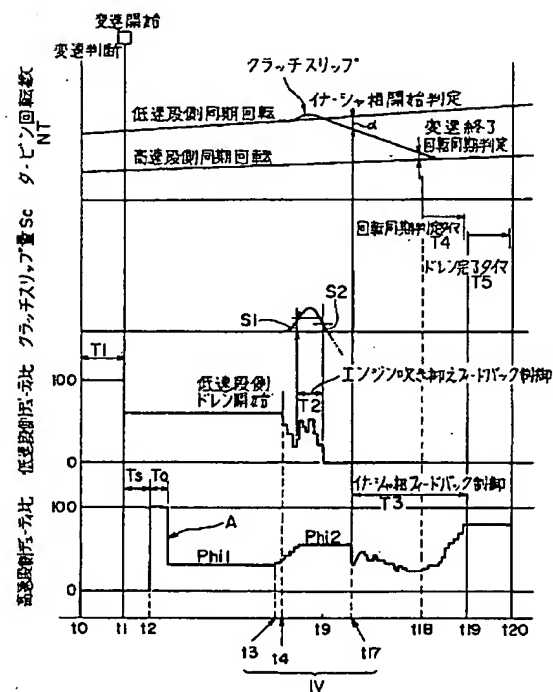 変速開始
変速判断
クラッチスリップ
イナーシャ相開始判定
低速段側同期回転
α
変速終了
回転同期判定
高速段側同期回転
タービン回転数
NT
回転同期判定タイマ
T4
ドレン完了タイマ
T5
クラッチスリップ量 Sc
S1
S2
T1
エンジン吹き抑えフィードバック制御
T2
低速段側
ドレン開始
低速段側デューティ比
100
0
Ts
To
イナーシャ相フィードバック制御
T3
高速段側デューティ比
100
A
Phi1
Phi2
0
t0
t1
t2
t9
t18
t19
t20
t3
t4
t17
IV